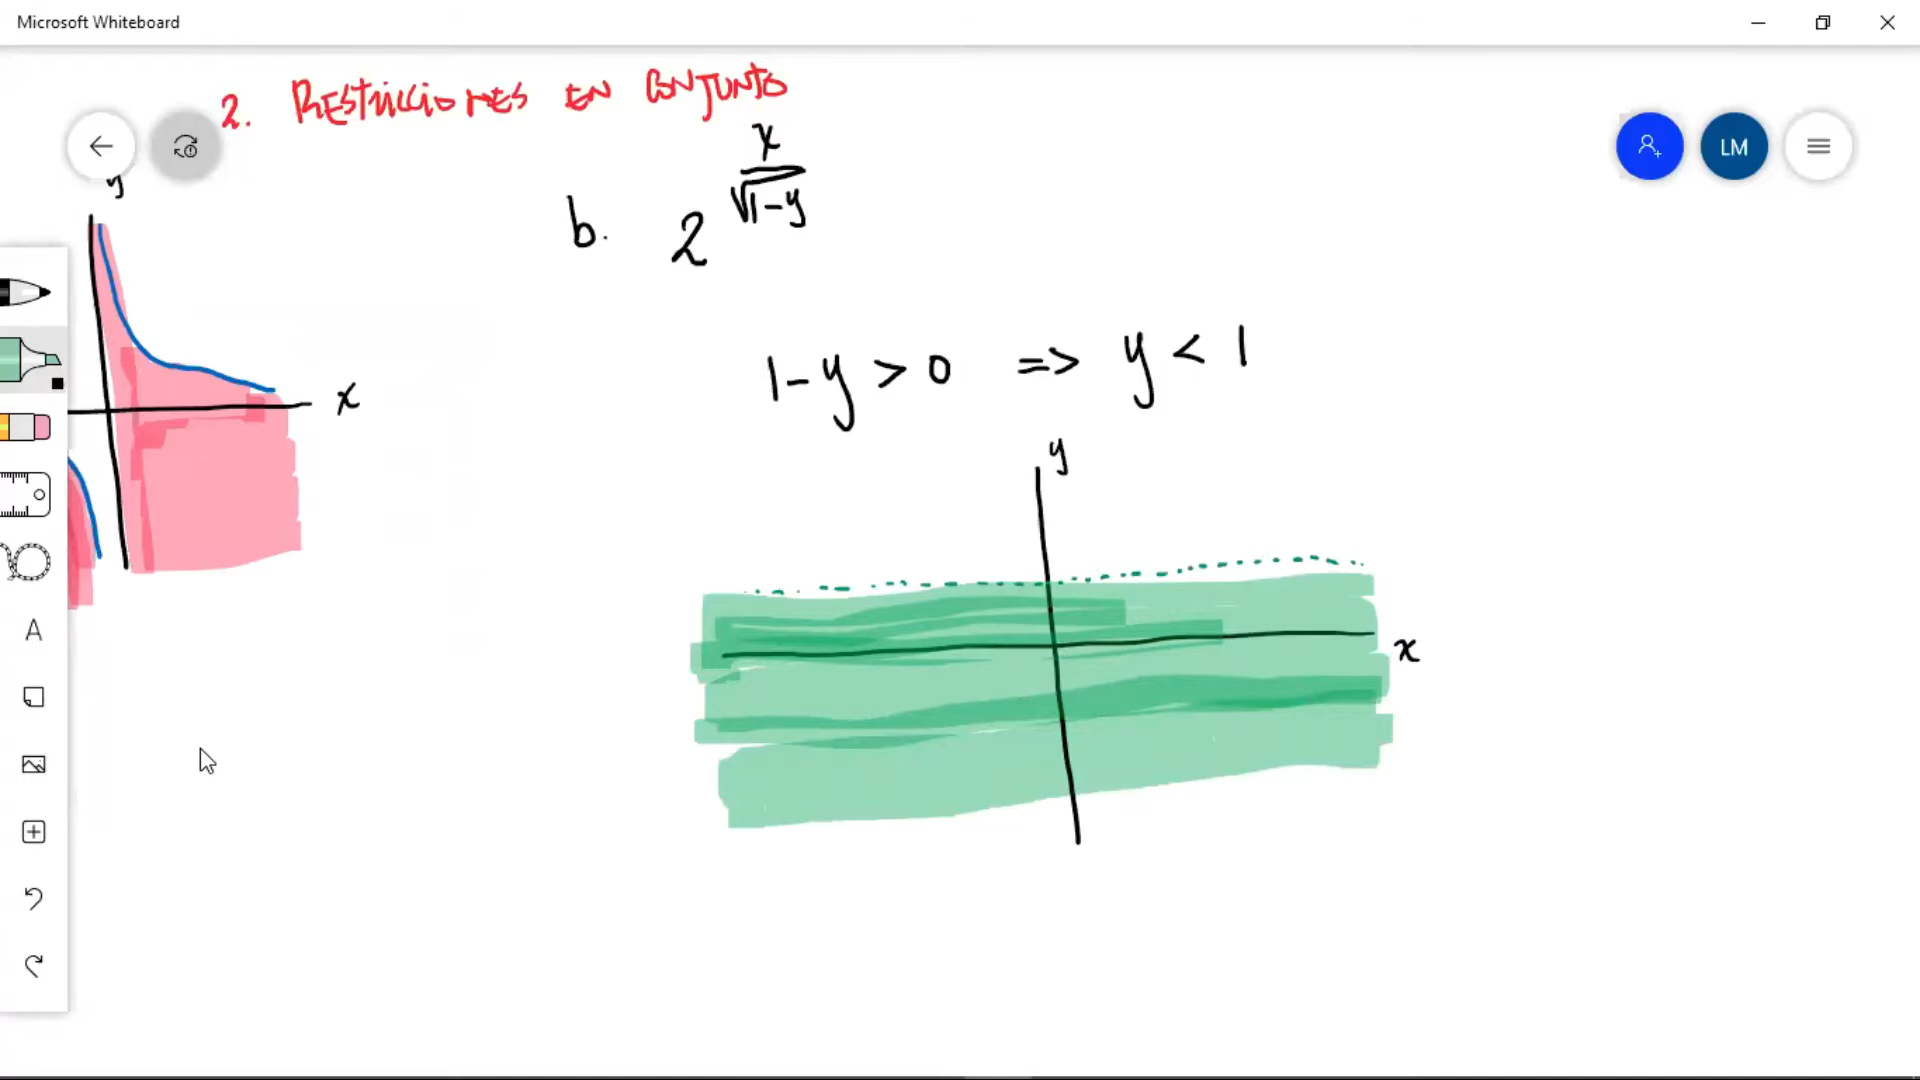 Microsoft Whiteboard
2. RESTRICCIONES EN CONJUNTO
b. 2^(x/√(1-y))
LM
y
x
1-y > 0 => y < 1
y
x
A